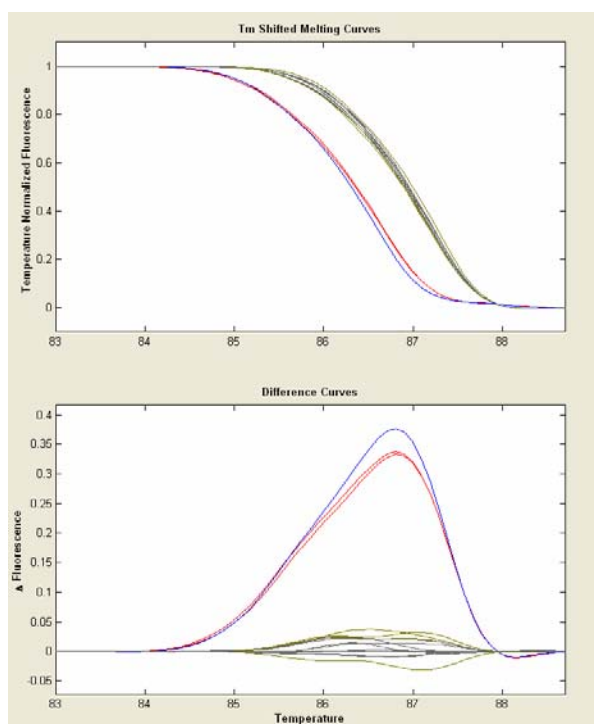 Tm Shifted Melting Curves
Temperature Normalized Fluorescence
1
0.8
0.6
0.4
0.2
0
83 84 85 86 87 88
Difference Curves
Δ Fluorescence
0.4
0.35
0.3
0.25
0.2
0.15
0.1
0.05
0
-0.05
83 84 85 86 87 88
Temperature